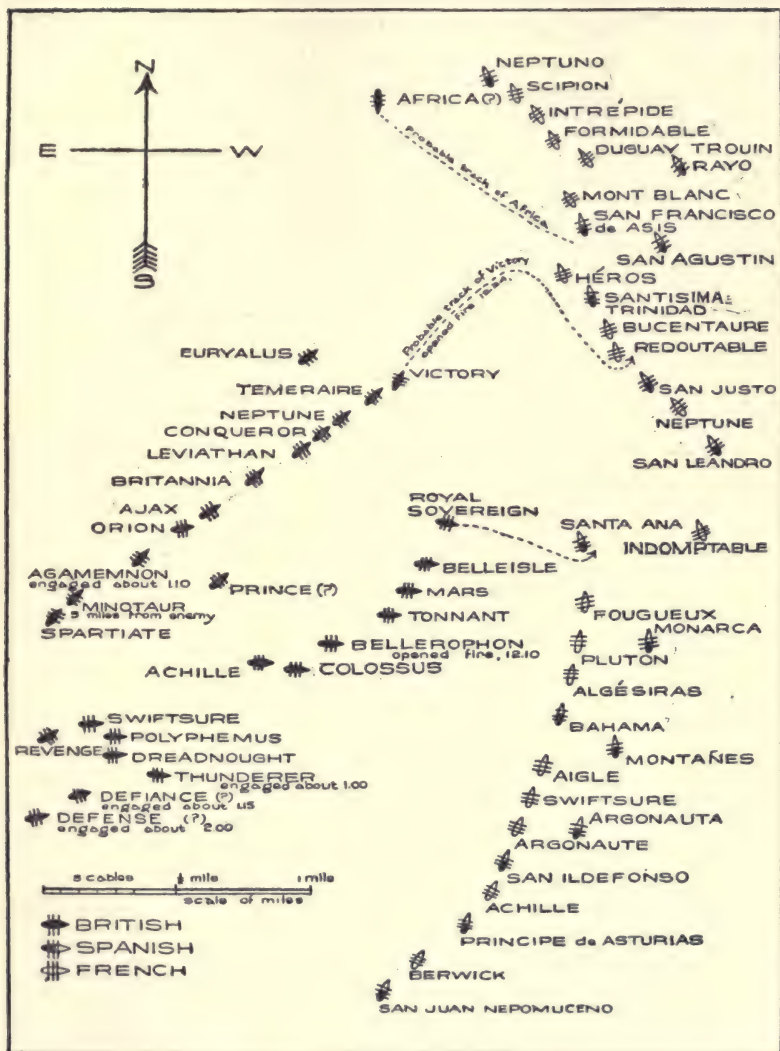 N
E
W
S
NEPTUNO
AFRICA(?)
SCIPION
INTRÉPIDE
FORMIDABLE
DUGUAY TROUIN
RAYO
Probable track of Africa
MONT BLANC
SAN FRANCISCO
de ASIS
SAN AGUSTIN
HÉROS
SANTISIMA
TRINIDAD
BUCENTAURE
REDOUTABLE
Probable track of Victory
opened fire
EURYALUS
VICTORY
TEMERAIRE
SAN JUSTO
NEPTUNE
NEPTUNE
CONQUEROR
LEVIATHAN
SAN LEANDRO
BRITANNIA
AJAX
ORION
ROYAL
SOVEREIGN
SANTA ANA
INDOMPTABLE
AGAMEMNON
engaged about 1.10
BELLEISLE
PRINCE(?)
MARS
MINOTAUR
miles from enemy
SPARTIATE
TONNANT
FOUGUEUX
MONARCA
BELLEROPHON
opened fire, 12.10
PLUTON
ACHILLE
COLOSSUS
ALGÉSIRAS
BAHAMA
SWIFTSURE
POLYPHEMUS
REVENGE
DREADNOUGHT
MONTAÑES
THUNDERER
engaged about 1.00
AIGLE
DEFIANCE(?)
engaged about 1.15
SWIFTSURE
DEFENSE (?)
engaged about 2.00
ARGONAUTA
ARGONAUTE
SAN ILDEFONSO
5 cables
½ mile
1 mile
scale of miles
ACHILLE
BRITISH
SPANISH
FRENCH
PRINCIPE de ASTURIAS
BERWICK
SAN JUAN NEPOMUCENO